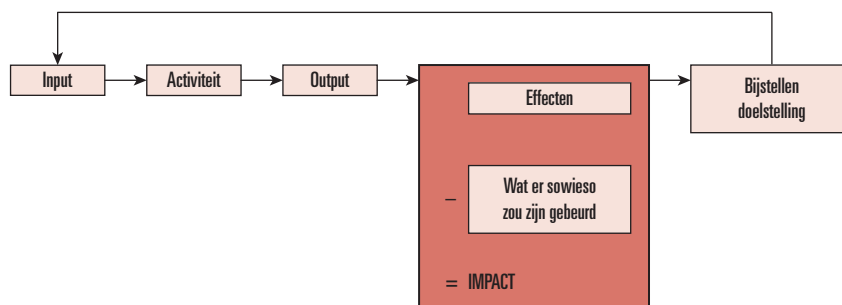 Input
Activiteit
Output
Effecten
Bijstellen
doelstelling
– Wat er sowieso
zou zijn gebeurd
= IMPACT